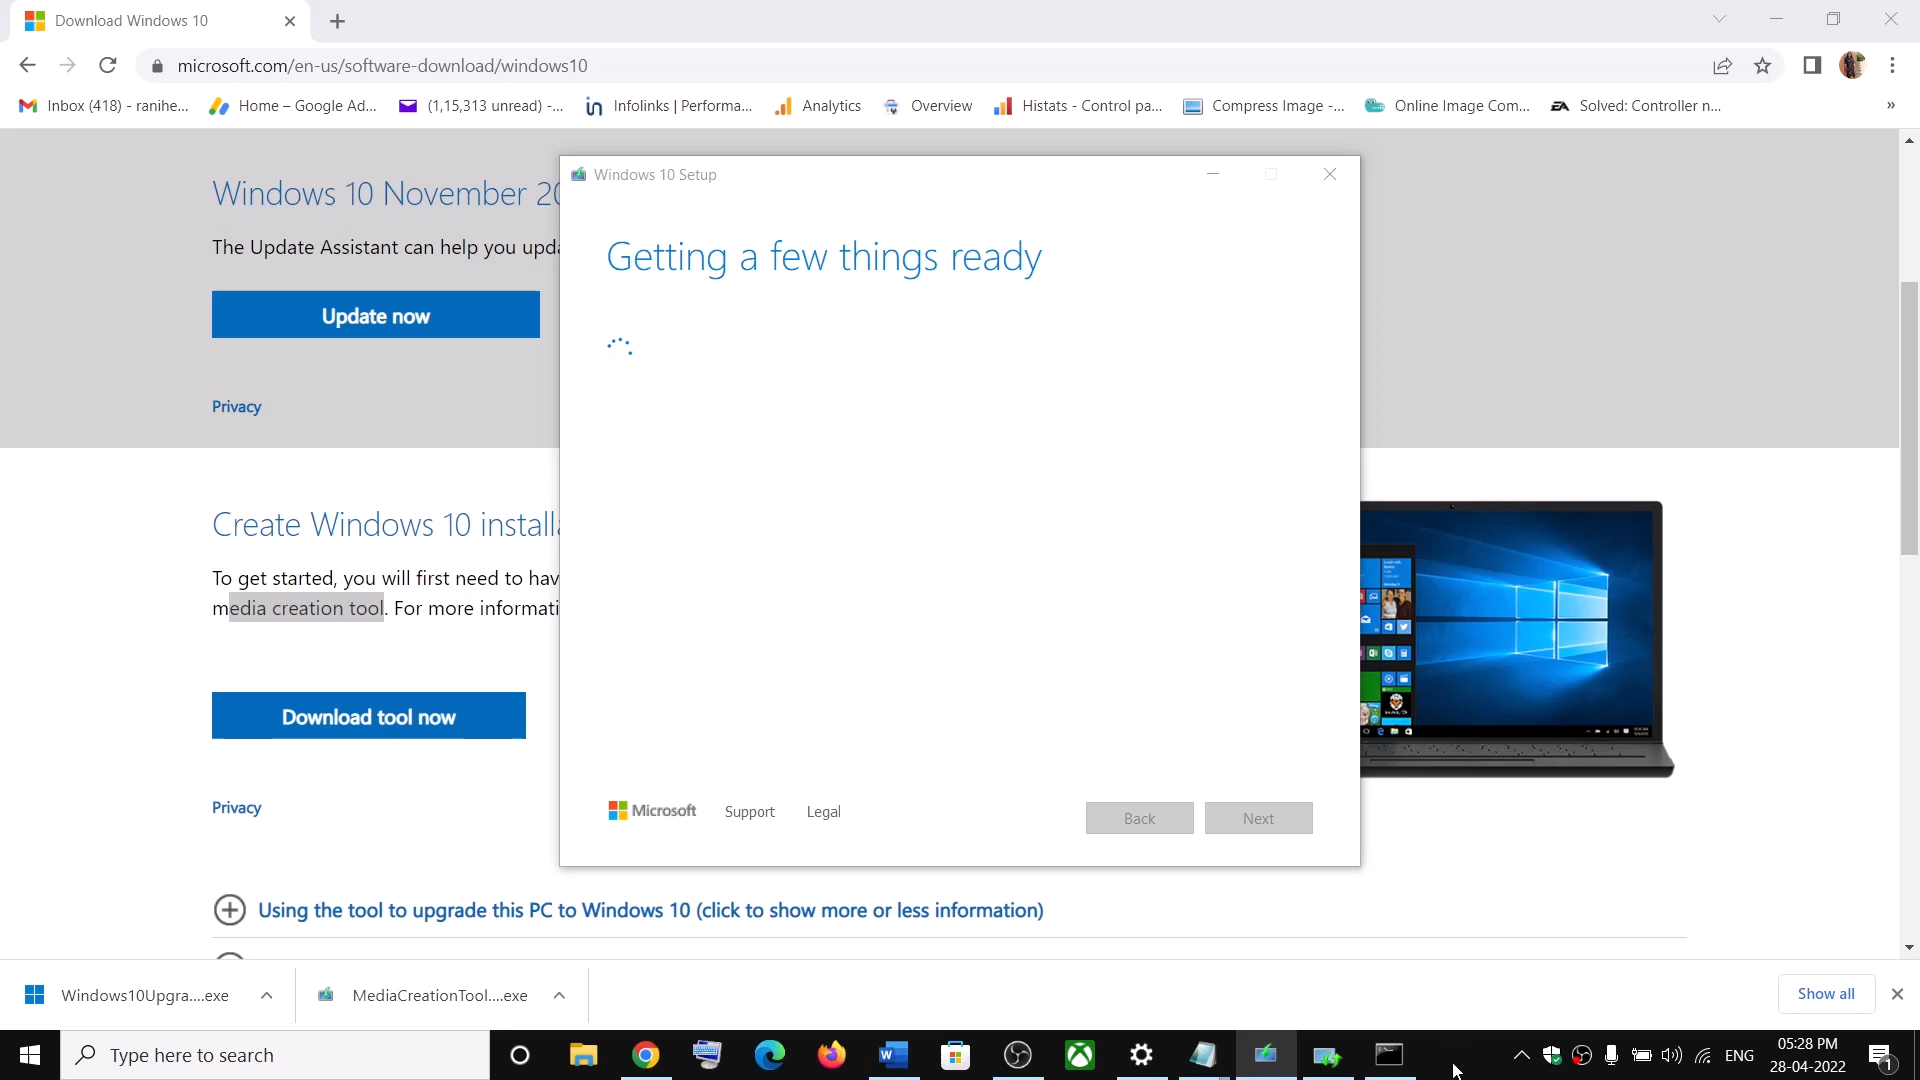 Download Windows 10
microsoft.com/en-us/software-download/windows10
Inbox (418) - ranihe...
Home – Google Ad...
(1,15,313 unread) -...
Infolinks | Performa...
Analytics
Overview
Histats - Control pa...
Compress Image -...
Online Image Com...
Solved: Controller n...
»
Windows 10 November 20
The Update Assistant can help you upda
Update now
Privacy
Windows 10 Setup
Getting a few things ready
Microsoft
Support
Legal
Back
Next
Create Windows 10 installa
To get started, you will first need to hav
media creation tool. For more informati
Download tool now
Privacy
Using the tool to upgrade this PC to Windows 10 (click to show more or less information)
Windows10Upgra....exe
MediaCreationTool....exe
Show all
Type here to search
ENG
05:28 PM
28-04-2022
1